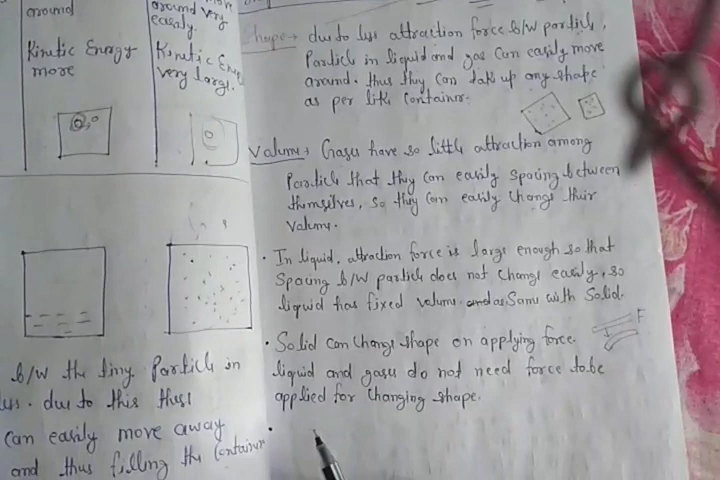 around
Kinetic Energy
more
around very
easily.
Kinetic Ene
very large.
b/w the tiny Particle in
less. due to this thus
can easily move away
and thus filling the Container
Shape→ due to less attraction force b/w particle,
Particle in liquid and gas can easily move
around. thus they can take up any shape
as per like Container.
Volume→ Gases have so little attraction among
Particle that they can easily spacing between
themselves, so they can easily change their
Volume.
• In liquid, attraction force is large enough so that
Spacing b/w particle does not change easily, so
liquid has fixed volume. and as Same with Solid.
• Solid can change shape on applying force.
F
liquid and gases do not need force to be
applied for changing shape.
•